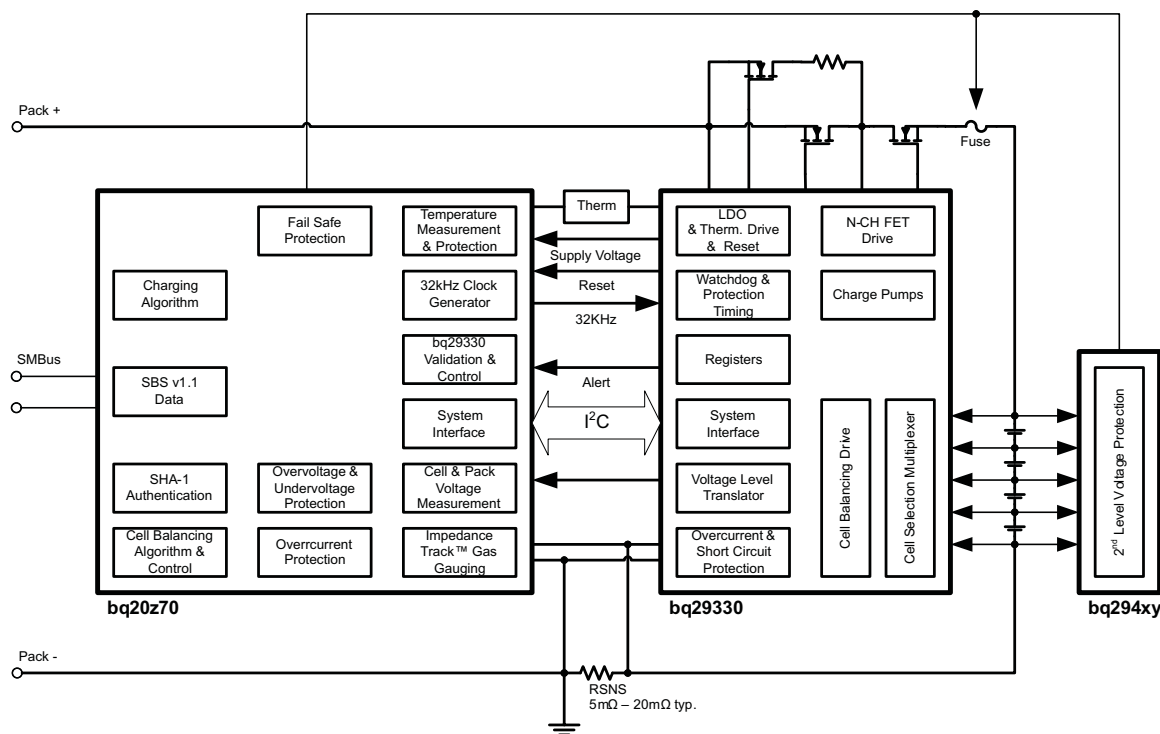 Pack +
Fuse
Fail Safe
Protection
Temperature
Measurement
& Protection
Therm
LDO
& Therm. Drive
& Reset
N-CH FET
Drive
Supply Voltage
Charging
Algorithm
32kHz Clock
Generator
Reset
32KHz
Watchdog &
Protection
Timing
Charge Pumps
SMBus
SBS v1.1
Data
bq29330
Validation &
Control
Alert
Registers
System
Interface
I²C
System
Interface
Cell Balancing Drive
Cell Selection Multiplexer
2nd Level Voltage Protection
SHA-1
Authentication
Overvoltage &
Undervoltage
Protection
Cell & Pack
Voltage
Measurement
Voltage Level
Translator
Cell Balancing
Algorithm &
Control
Overrcurrent
Protection
Impedance
Track™ Gas
Gauging
Overcurrent &
Short Circuit
Protection
bq20z70
bq29330
bq294xy
Pack -
RSNS
5mΩ – 20mΩ typ.